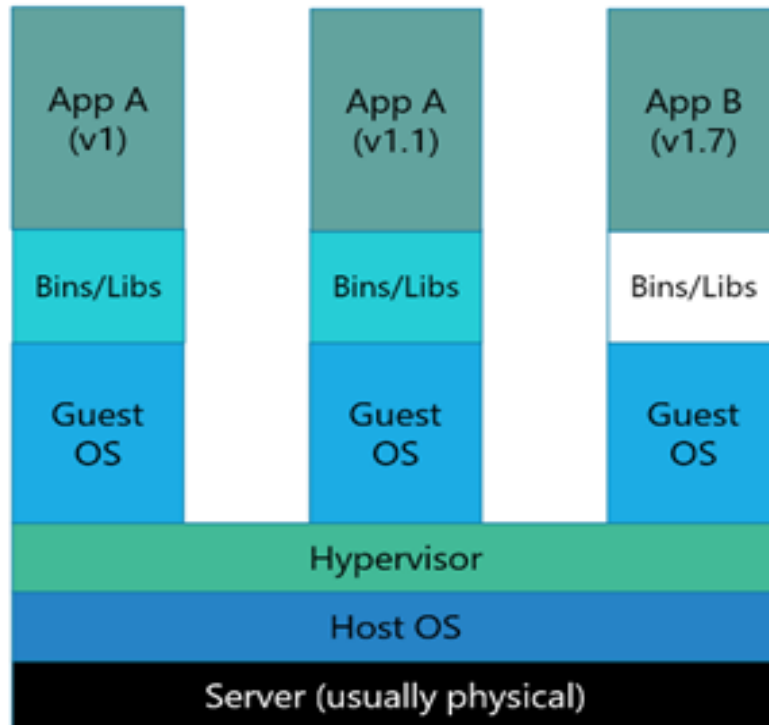 App A
(v1)
App A
(v1.1)
App B
(v1.7)
Bins/Libs
Bins/Libs
Bins/Libs
Guest
OS
Guest
OS
Guest
OS
Hypervisor
Host OS
Server (usually physical)